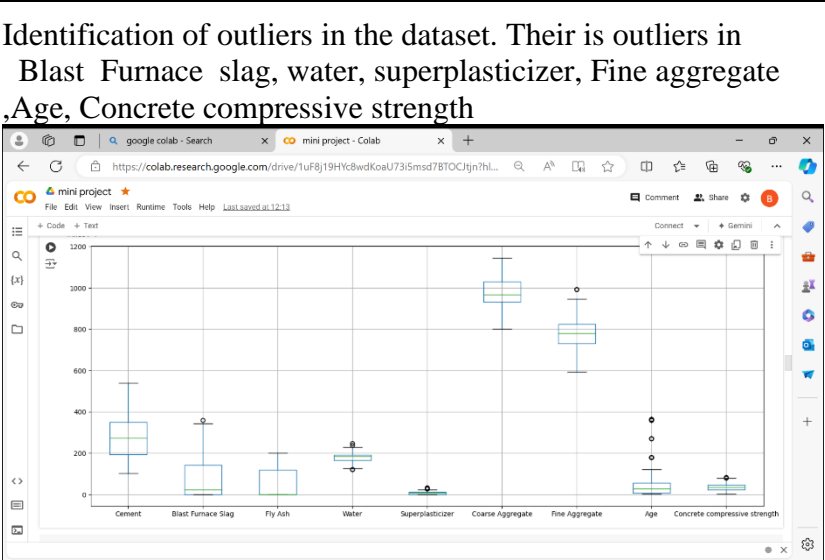 Identification of outliers in the dataset. Their is outliers in
Blast Furnace slag, water, superplasticizer, Fine aggregate
,Age, Concrete compressive strength
google colab - Search
mini project - Colab
https://colab.research.google.com/drive/1uF8j19HYc8wdKoaU73i5msd7BTOCJtjn?hl...
mini project
Comment Share B
File Edit View Insert Runtime Tools Help Last saved at 12:13
+ Code + Text Connect Gemini
1200
1000
800
600
400
200
0
Cement Blast Furnace Slag Fly Ash Water Superplasticizer Coarse Aggregate Fine Aggregate Age Concrete compressive strength